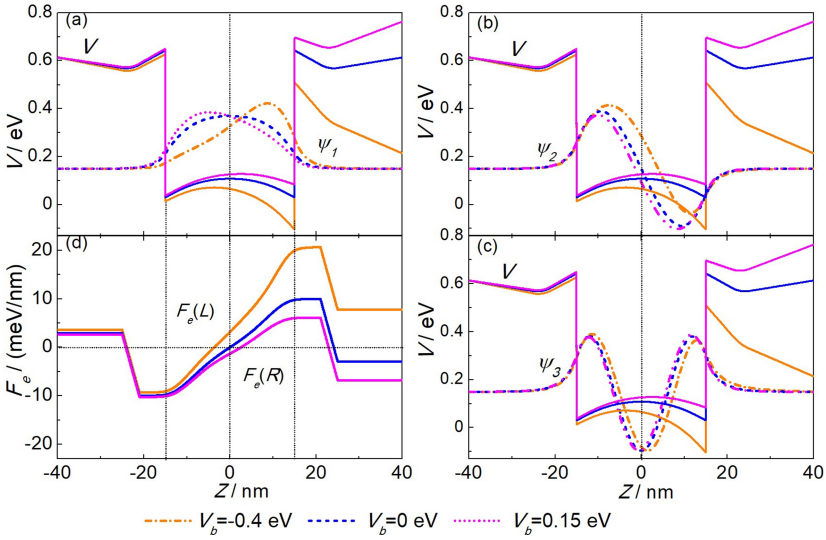 (a)
V
ψ1
V / eV
0.8
0.6
0.4
0.2
0
(b)
ψ2
V / eV
0.8
0.6
0.4
0.2
0
(d)
Fe(L)
Fe(R)
Fe / (meV/nm)
20
10
0
-10
-20
-40 -20 0 20 40
Z / nm
(c)
V
ψ3
V / eV
0.8
0.6
0.4
0.2
0
-40 -20 0 20 40
Z / nm
Vb=-0.4 eV Vb=0 eV Vb=0.15 eV